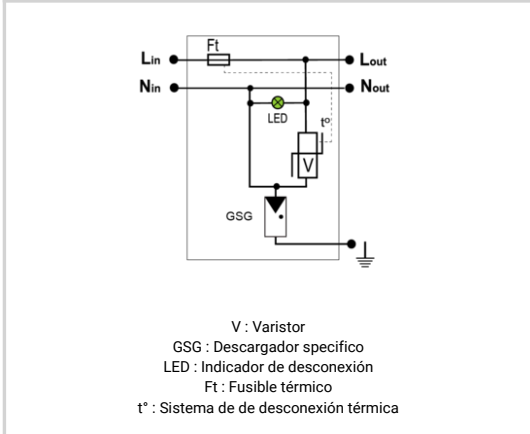 Ft
Lin
Lout
Nin
Nout
LED
t°
V
GSG
V : Varistor
GSG : Descargador specifico
LED : Indicador de desconexión
Ft : Fusible térmico
t° : Sistema de de desconexión térmica